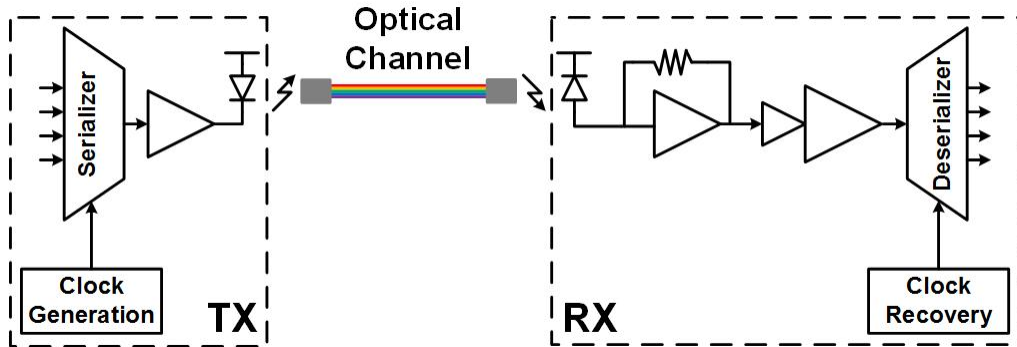 Serializer
Clock
Generation
TX
Optical
Channel
RX
Deserializer
Clock
Recovery